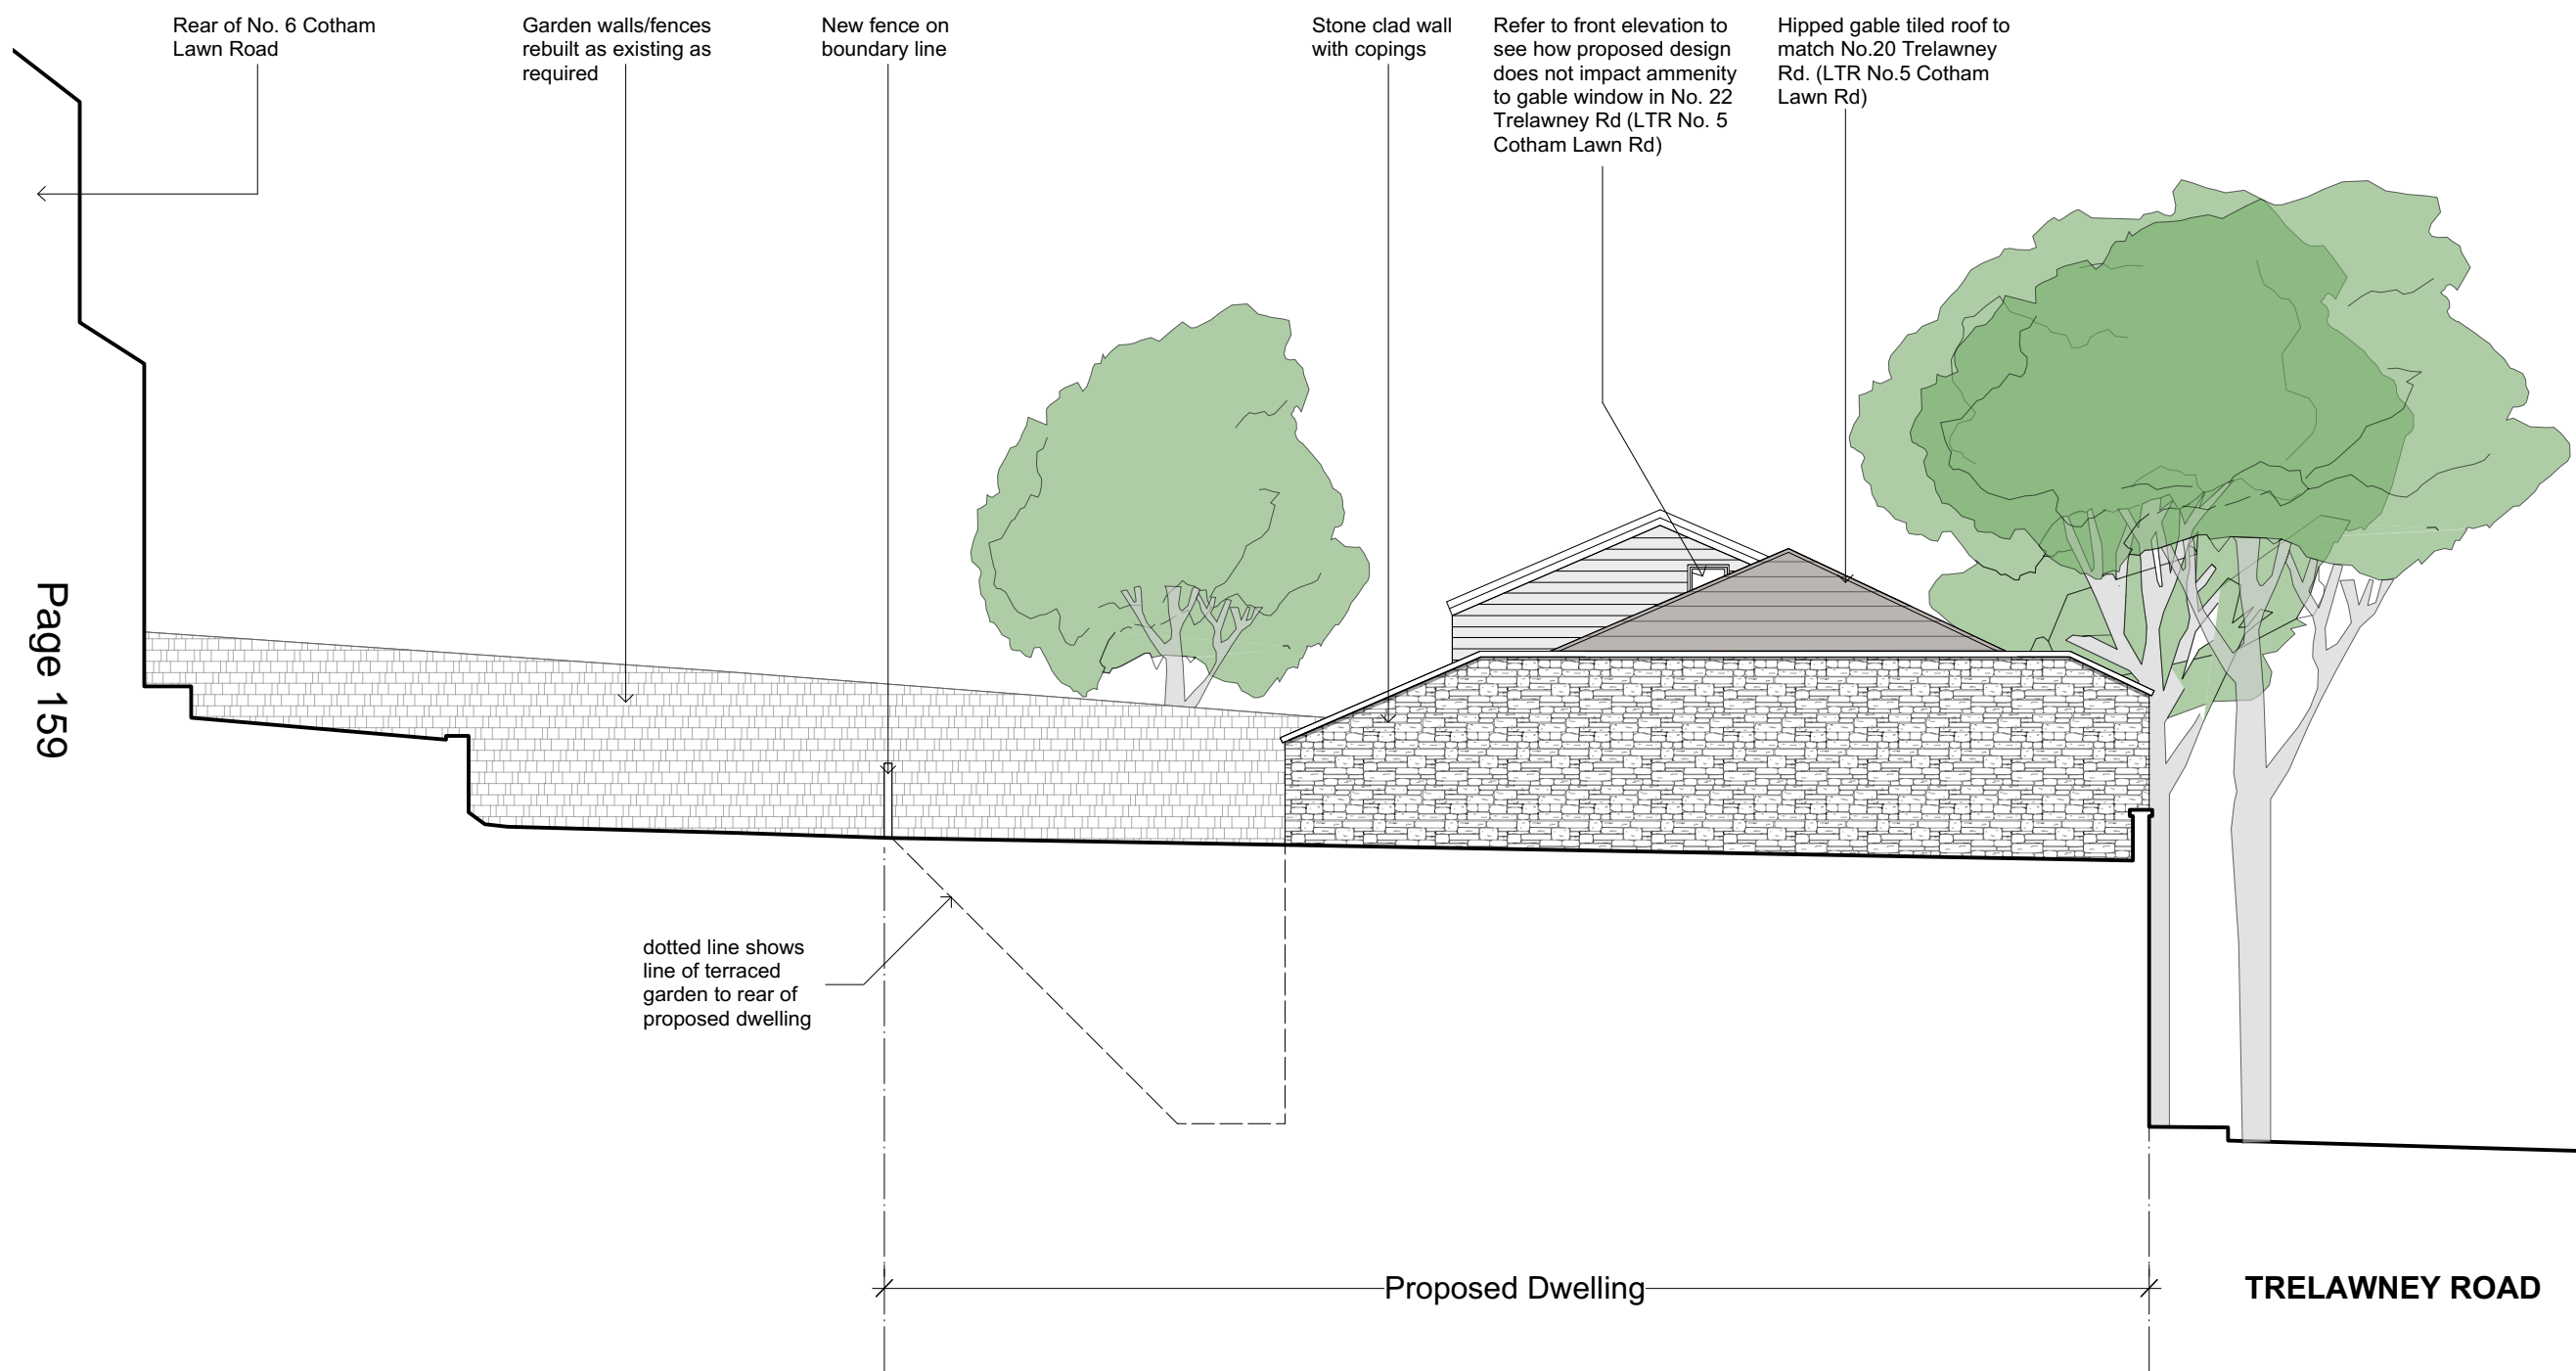 Rear of No. 6 Cotham
Lawn Road
Garden walls/fences
rebuilt as existing as
required
New fence on
boundary line
Stone clad wall
with copings
Refer to front elevation to
see how proposed design
does not impact ammenity
to gable window in No. 22
Trelawney Rd (LTR No. 5
Cotham Lawn Rd)
Hipped gable tiled roof to
match No.20 Trelawney
Rd. (LTR No.5 Cotham
Lawn Rd)
Page 159
dotted line shows
line of terraced
garden to rear of
proposed dwelling
Proposed Dwelling
TRELAWNEY ROAD